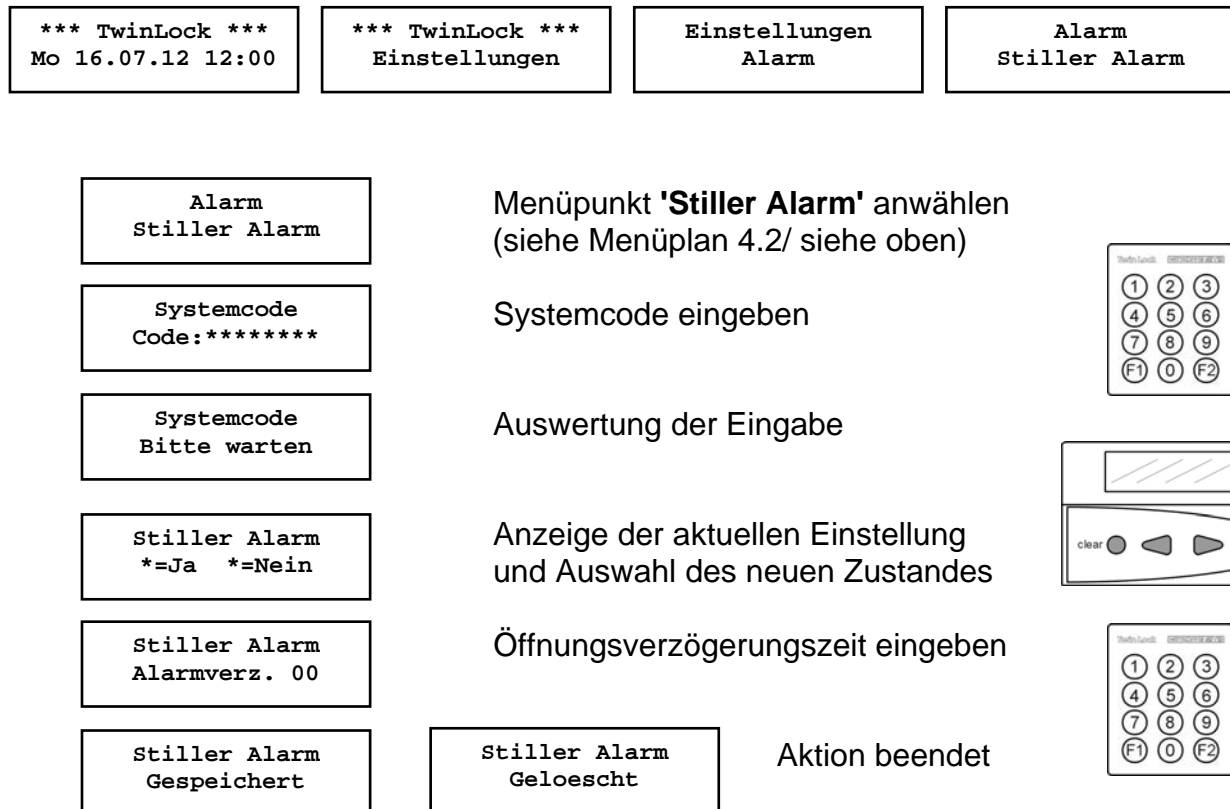 *** TwinLock ***
Mo 16.07.12 12:00
*** TwinLock ***
Einstellungen
Einstellungen
Alarm
Alarm
Stiller Alarm
Alarm
Stiller Alarm
Menüpunkt 'Stiller Alarm' anwählen
(siehe Menüplan 4.2/ siehe oben)
TwinLock
1 2 3
4 5 6
7 8 9
F1 0 F2
Systemcode
Code:********
Systemcode eingeben
Systemcode
Bitte warten
Auswertung der Eingabe
Stiller Alarm
*=Ja *=Nein
Anzeige der aktuellen Einstellung
und Auswahl des neuen Zustandes
clear
Stiller Alarm
Alarmverz. 00
Öffnungsverzögerungszeit eingeben
TwinLock
1 2 3
4 5 6
7 8 9
F1 0 F2
Stiller Alarm
Gespeichert
Stiller Alarm
Geloescht
Aktion beendet